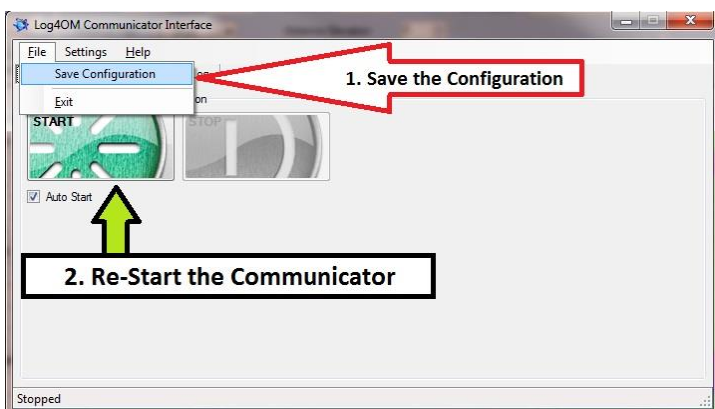 Log4OM Communicator Interface
File Settings Help
Save Configuration
1. Save the Configuration
Exit
on
START
STOP
Auto Start
2. Re-Start the Communicator
Stopped